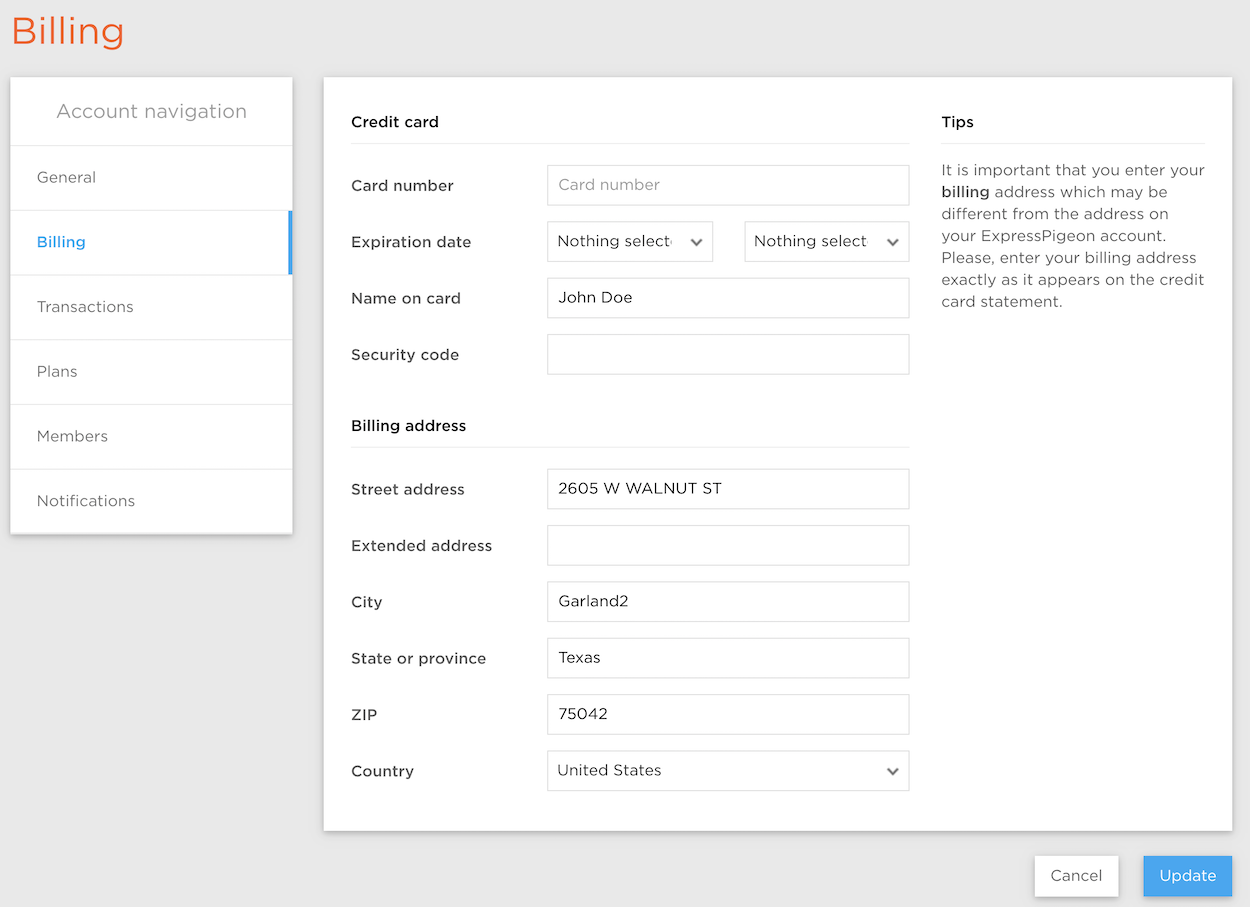 Billing
Account navigation
General
Billing
Transactions
Plans
Members
Notifications
Credit card
Card number
Card number
Expiration date
Nothing select
Nothing select
Name on card
John Doe
Security code
Billing address
Street address
2605 W WALNUT ST
Extended address
City
Garland2
State or province
Texas
ZIP
75042
Country
United States
Tips
It is important that you enter your
billing address which may be
different from the address on
your ExpressPigeon account.
Please, enter your billing address
exactly as it appears on the credit
card statement.
Cancel
Update